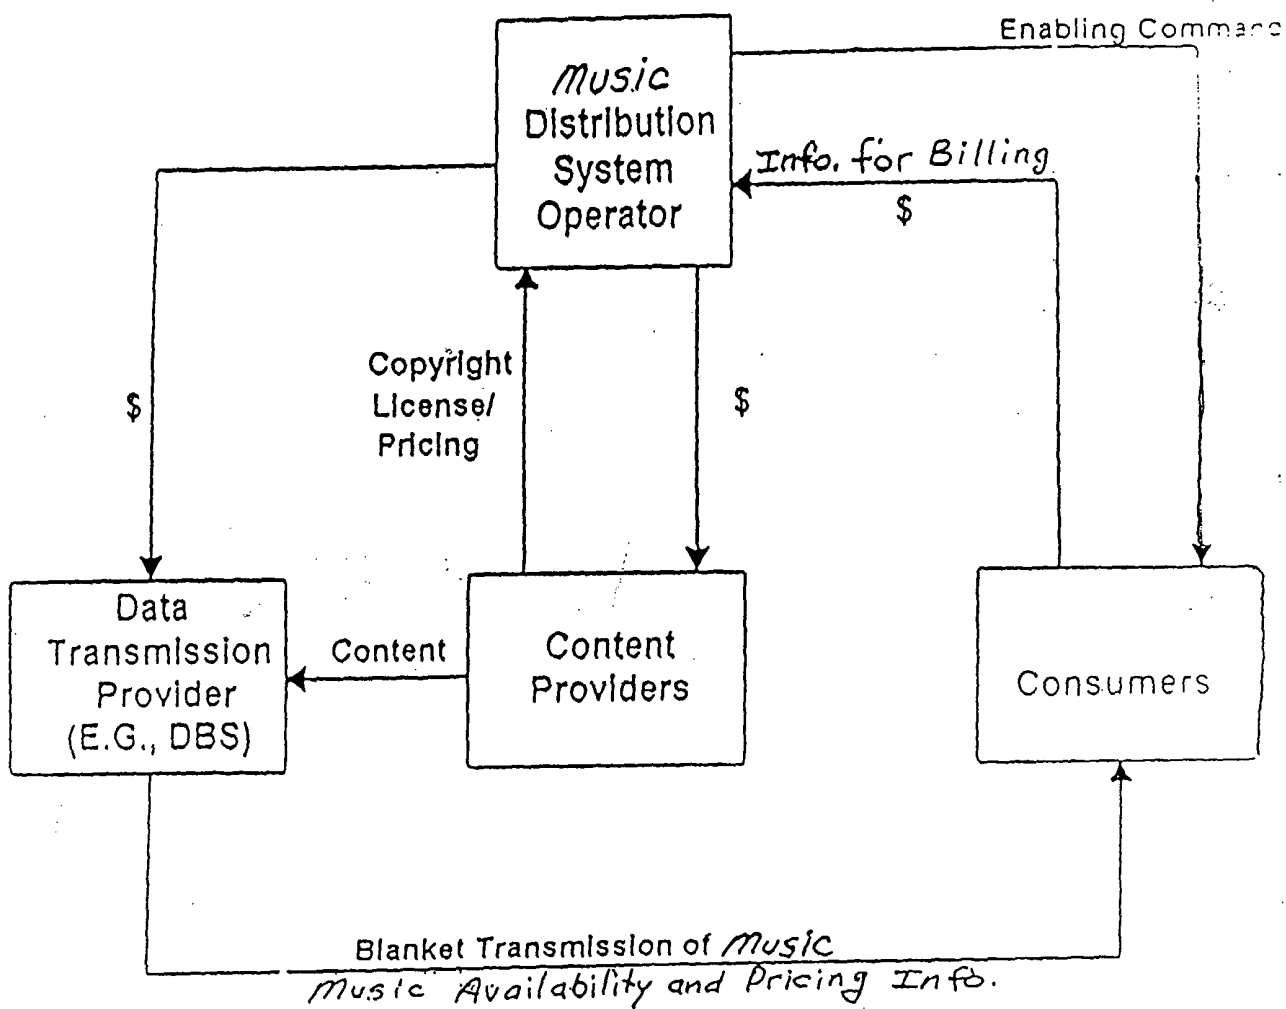 Enabling Command
Music
Distribution
System
Operator
Info. for Billing
$
Copyright
License/
Pricing
$
$
Data
Transmission
Provider
(E.G., DBS)
Content
Content
Providers
Consumers
Blanket Transmission of Music
Music Availability and Pricing Info.